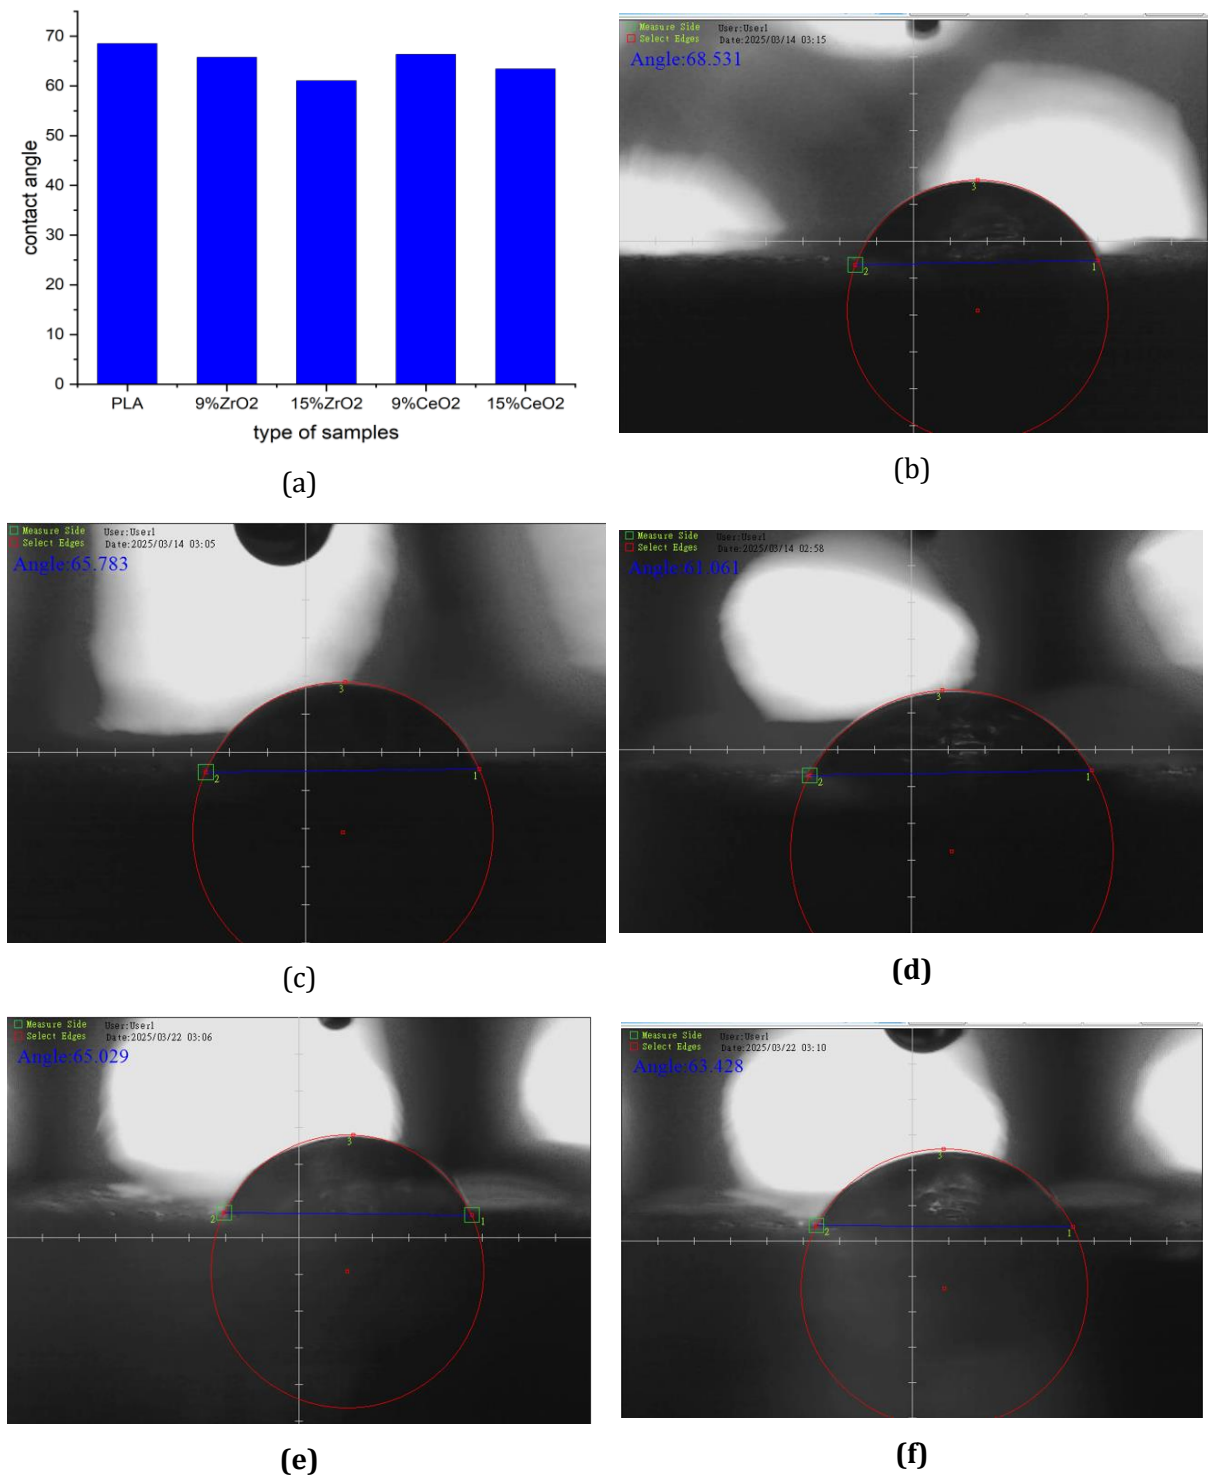 70
60
50
40
30
20
10
0
contact angle
PLA
9%ZrO2
15%ZrO2
9%CeO2
15%CeO2
type of samples
(a)
Measure Side
User:User1
Select Edges
Date:2025/03/14 03:15
Angle:68.531
3
2
1
(b)
Measure Side
User:User1
Select Edges
Date:2025/03/14 03:05
Angle:65.783
3
2
1
(c)
Measure Side
User:User1
Select Edges
Date:2025/03/14 02:58
Angle:61.061
3
2
1
(d)
Measure Side
User:User1
Select Edges
Date:2025/03/22 03:06
Angle:65.029
3
2
1
(e)
Measure Side
User:User1
Select Edges
Date:2025/03/22 03:10
Angle:63.428
3
2
1
(f)